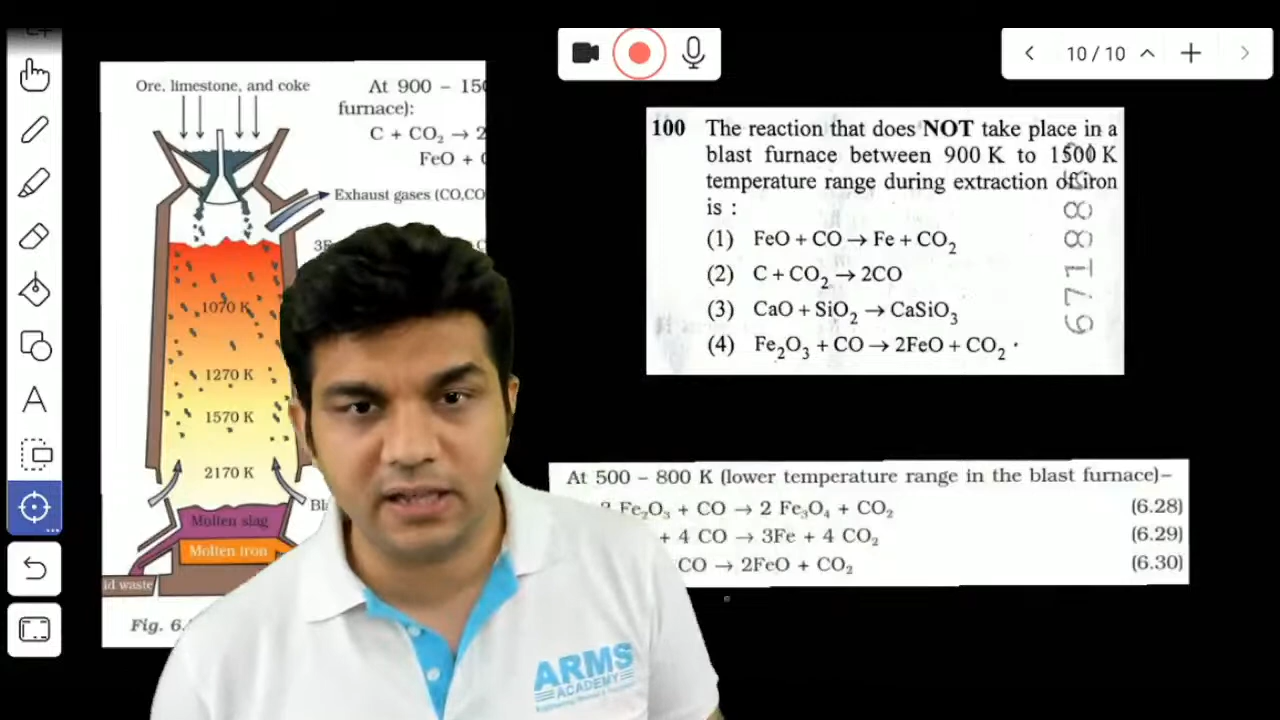 10 / 10
Ore, limestone, and coke
At 900 – 150
furnace):
C + CO₂ → 2
FeO +
Exhaust gases (CO,CO
1070 K
1270 K
1570 K
2170 K
Molten slag
Molten iron
id waste
Fig. 6.
100 The reaction that does NOT take place in a
blast furnace between 900 K to 1500 K
temperature range during extraction of iron
is :
(1) FeO + CO → Fe + CO₂
(2) C + CO₂ → 2CO
(3) CaO + SiO₂ → CaSiO₃
(4) Fe₂O₃ + CO → 2FeO + CO₂
At 500 – 800 K (lower temperature range in the blast furnace)–
Fe₂O₃ + CO → 2 Fe₃O₄ + CO₂ (6.28)
+ 4 CO → 3Fe + 4 CO₂ (6.29)
CO → 2FeO + CO₂ (6.30)
ARMS
ACADEMY